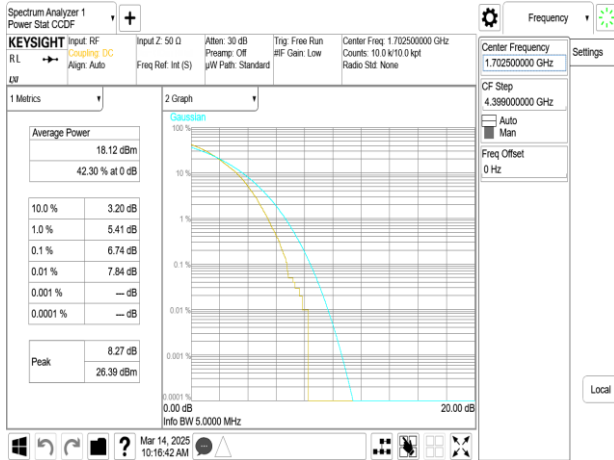 Spectrum Analyzer 1
Power Stat CCDF
+
Frequency
KEYSIGHT
RL
LXI
Input: RF
Coupling: DC
Align: Auto
Input Z: 50 Ω
Freq Ref: Int (S)
Atten: 30 dB
Preamp: Off
µW Path: Standard
Trig: Free Run
#IF Gain: Low
Center Freq: 1.702500000 GHz
Counts: 10.0 k/10.0 kpt
Radio Std: None
Center Frequency
1.702500000 GHz
Settings
CF Step
4.399000000 GHz
Auto
Man
Freq Offset
0 Hz
Local
1 Metrics
Average Power
18.12 dBm
42.30 % at 0 dB
10.0 % 3.20 dB
1.0 % 5.41 dB
0.1 % 6.74 dB
0.01 % 7.84 dB
0.001 % --- dB
0.0001 % --- dB
Peak
8.27 dB
26.39 dBm
2 Graph
Gaussian
100 %
10 %
1 %
0.1 %
0.01 %
0.001 %
0.0001 %
0.00 dB 20.00 dB
Info BW 5.0000 MHz
?
Mar 14, 2025
10:16:42 AM